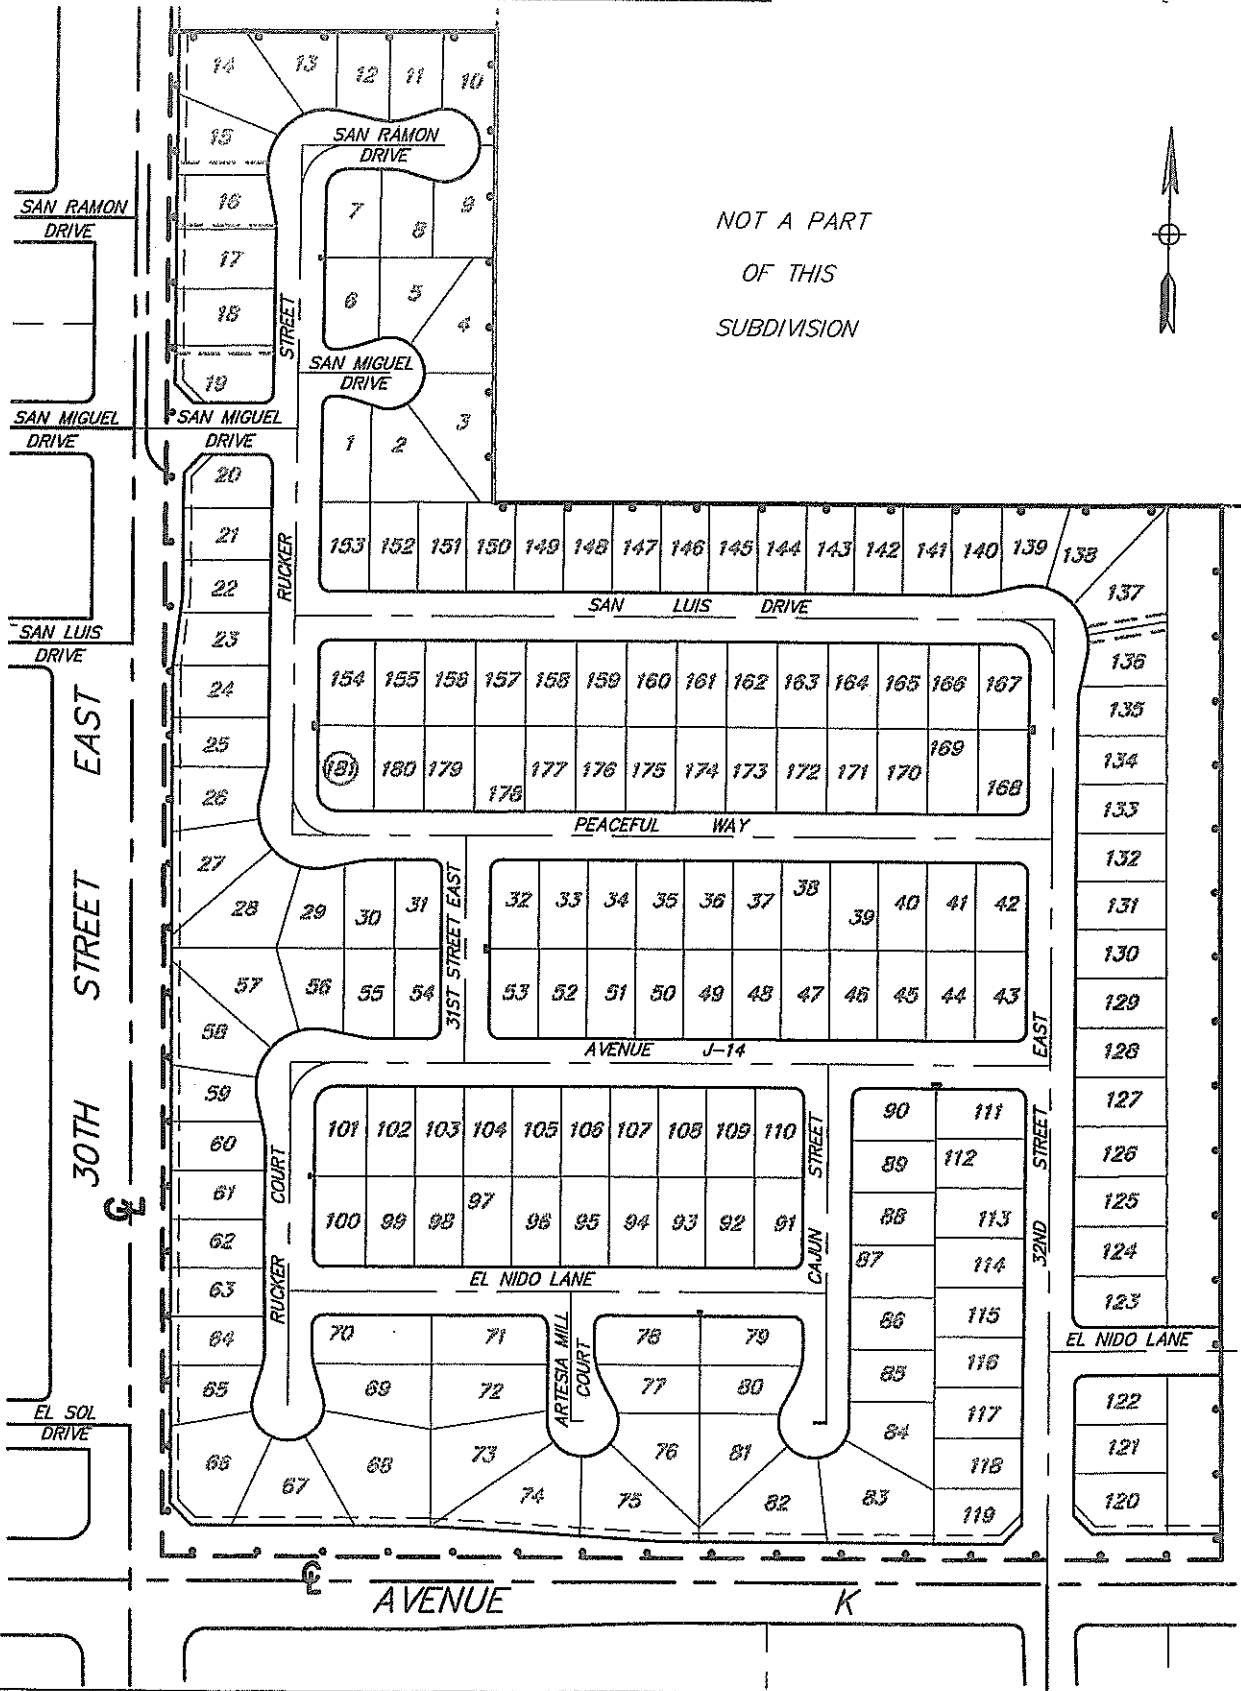 14 13 12 11 10
15
SAN RAMON
DRIVE
SAN RAMON
DRIVE
16
7 8 9
17
NOT A PART
OF THIS
SUBDIVISION
18
6 5 4
STREET
19
SAN MIGUEL
DRIVE
SAN MIGUEL
DRIVE
SAN MIGUEL
DRIVE
1 2 3
20
21
RUCKER
153 152 151 150 149 148 147 146 145 144 143 142 141 140 139 138
137
22
SAN LUIS DRIVE
23
SAN LUIS
DRIVE
136
24
154 155 156 157 158 159 160 161 162 163 164 165 166 167
135
25
181 180 179 178 177 176 175 174 173 172 171 170 169 168
134
26
133
PEACEFUL WAY
27
132
28 29 30 31
31ST STREET EAST
32 33 34 35 36 37 38 39 40 41 42
131
130
57 56 55 54
53 52 51 50 49 48 47 46 45 44 43
129
58
AVENUE J-14
EAST
128
59
127
30TH STREET EAST
101 102 103 104 105 106 107 108 109 110
90 111
60
89 112
126
61
125
100 99 98 97 96 95 94 93 92 91
88 113
62
87 114
124
63
123
RUCKER COURT
CAJUN STREET
32ND STREET
EL NIDO LANE
64
70 71 78 79
86 115
EL NIDO LANE
65
69 72 77 80
85 116
ARTESIA MILL
COURT
122
EL SOL
DRIVE
84 117
121
66 67 68 73 74 75 76 81 82 83
118
120
119
CL
CL
AVENUE K